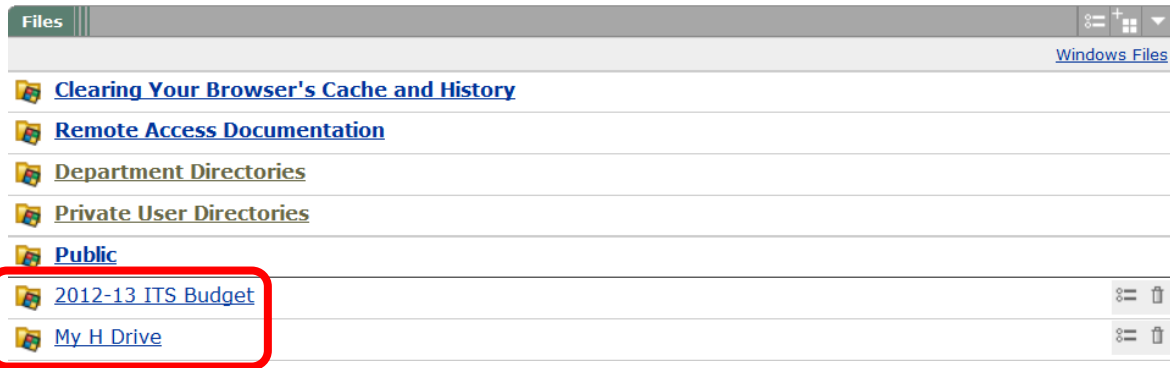 Files
Windows Files
Clearing Your Browser's Cache and History
Remote Access Documentation
Department Directories
Private User Directories
Public
2012-13 ITS Budget
My H Drive